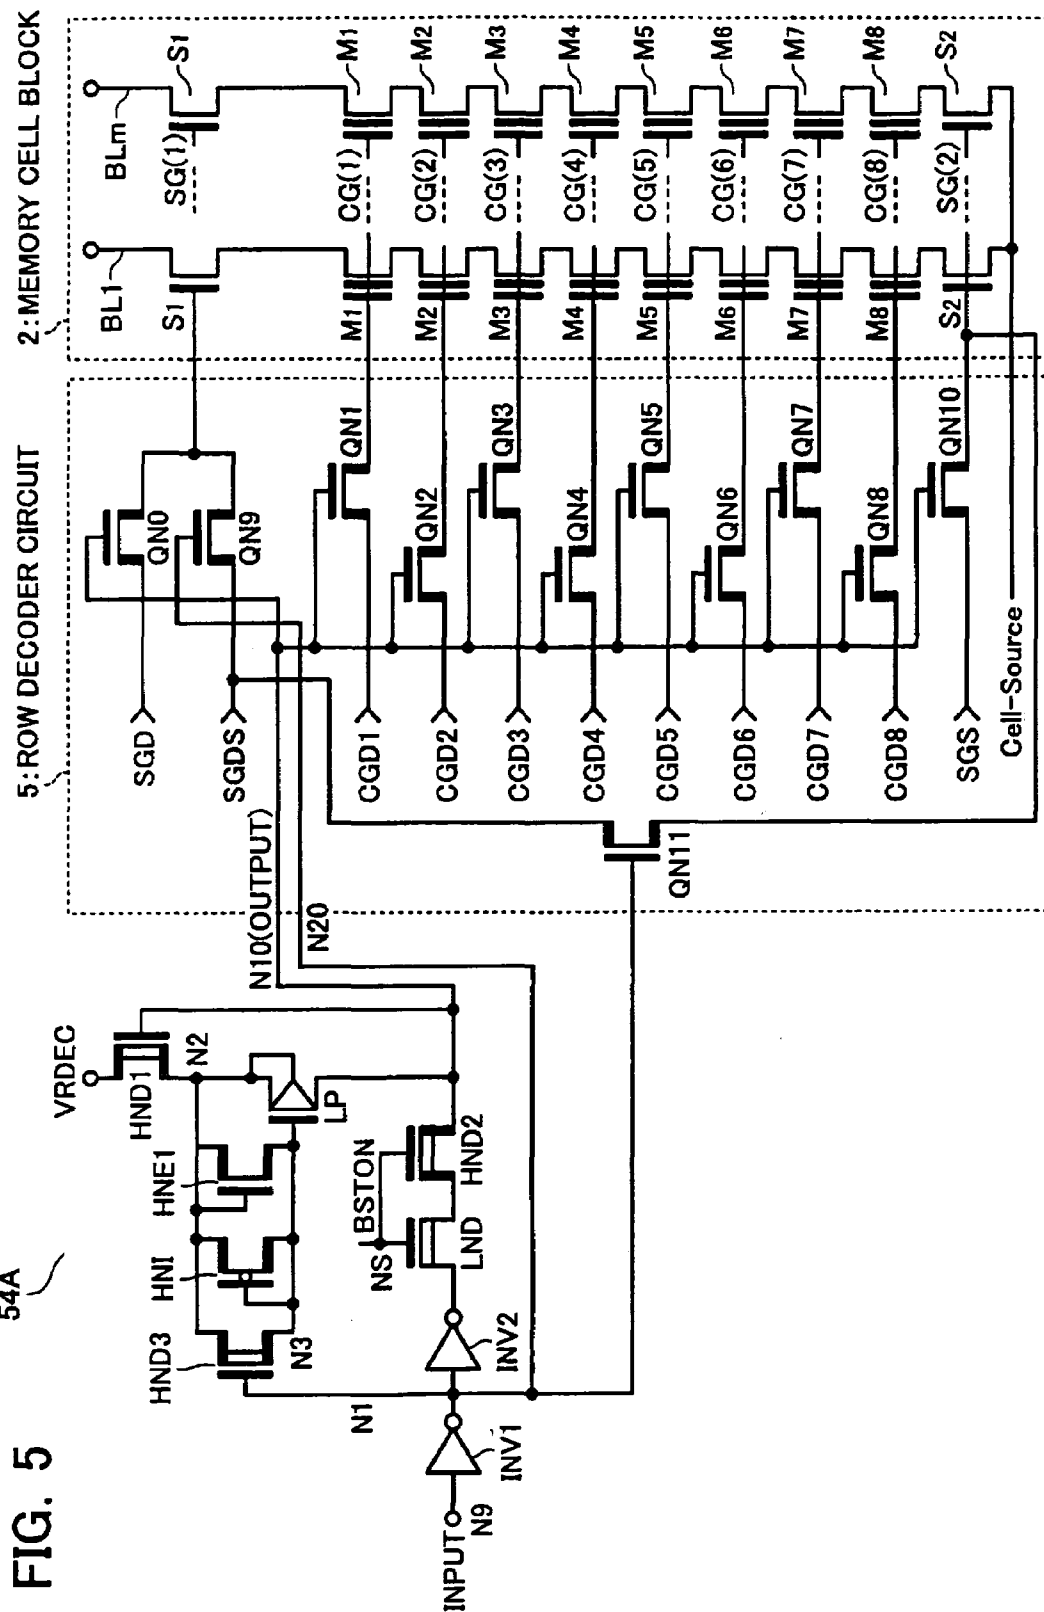 FIG. 5
54A
2:MEMORY CELL BLOCK
5:ROW DECODER CIRCUIT
VRDEC
HND1
N2
HNE1
HNI
HND3
N3
LP
N1
BSTON
NS
LND
HND2
INV2
INV1
INPUT
N9
N10(OUTPUT)
N20
SGD
SGDS
CGD1
CGD2
CGD3
CGD4
CGD5
CGD6
CGD7
CGD8
SGS
Cell-Source
QN0
QN9
QN1
QN2
QN3
QN4
QN5
QN6
QN7
QN8
QN10
QN11
BL1
S1
M1
M2
M3
M4
M5
M6
M7
M8
S2
SG(1)
CG(1)
CG(2)
CG(3)
CG(4)
CG(5)
CG(6)
CG(7)
CG(8)
SG(2)
BLm
S1
M1
M2
M3
M4
M5
M6
M7
M8
S2